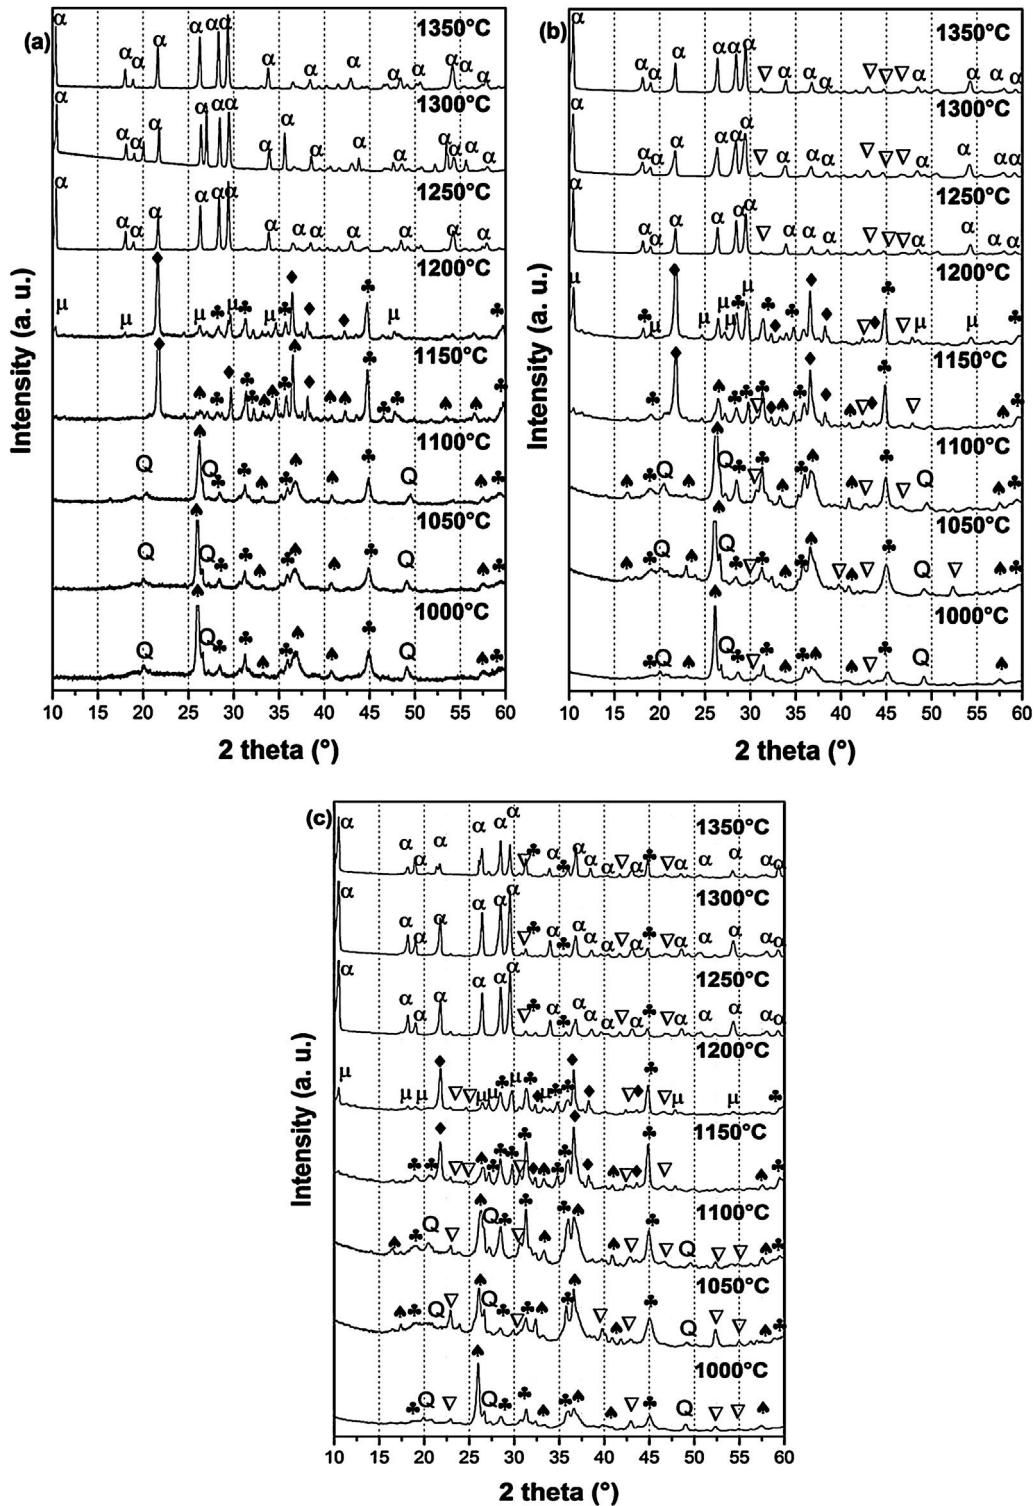 (a)
1350°C
α α α α α α α α α α α α α α
1300°C
α α α α α α α α α α α α α α
1250°C
α α α α α α α α α α α α α α
1200°C
μ μ ♦ μ ♣ μ ♣ μ ♣ ♦ ♦ ♦ ♣ μ ♣
1150°C
♦ ♠ ♣ ♦ ♣ ♣ ♠ ♠ ♣ ♠ ♦ ♠ ♠ ♣ ♣ ♣ ♠ ♠ ♣
1100°C
Q ♠ Q ♣ ♣ ♠ ♣ ♠ ♠ ♣ Q ♠ ♣
1050°C
Q ♠ Q ♣ ♣ ♠ ♣ ♠ ♠ ♣ Q ♠ ♣
1000°C
Q ♠ Q ♣ ♣ ♠ ♣ ♠ ♠ ♣ Q ♠ ♣
Intensity (a. u.)
10 15 20 25 30 35 40 45 50 55 60
2 theta (°)
(b)
1350°C
α α α α α α α ▽ α α α ▽ ▽ ▽ α α α α
1300°C
α α α α α α α ▽ α α α ▽ ▽ ▽ α α α α
1250°C
α α α α α α α ▽ α α α ▽ ▽ ▽ α α α α
1200°C
μ ♣ μ ♦ μ μ μ ♣ μ ♣ ♦ ♣ ♦ ♦ ▽ ♦ ♣ ▽ μ μ ♣
1150°C
♣ ♦ ♠ ♣ ♣ ▽ ♣ ♦ ♠ ♣ ♦ ♦ ♠ ▽ ♦ ♣ ▽ ♠ ♣
1100°C
♠ ♣ Q ♠ ♠ Q ♣ ▽ ♣ ♠ ♣ ♠ ♠ ▽ ♣ ▽ Q ♠ ♣
1050°C
♠ ♣ Q ♠ ♠ Q ♣ ▽ ♣ ♠ ♣ ♠ ▽ ♠ ▽ ♣ Q ▽ ♠ ♣
1000°C
♣ Q ♠ ♠ Q ♣ ▽ ♣ ♠ ♣ ♠ ♠ ▽ ♣ Q ♠
Intensity (a. u.)
10 15 20 25 30 35 40 45 50 55 60
2 theta (°)
(c)
1350°C
α α α α α α α ▽ ♣ α ♣ α α α ▽ α ♣ ▽ α α α α α
1300°C
α α α α α α α ▽ ♣ α ♣ α α α ▽ α ♣ ▽ α α α α α
1250°C
α α α α α α α ▽ ♣ α ♣ α α α ▽ α ♣ ▽ α α α α α
1200°C
μ μ μ ♦ ▽ ▽ μ μ ♣ μ ♣ ♦ μ ♣ ♣ ♦ ♦ ▽ ♦ ♣ ▽ μ μ ♣
1150°C
♣ ♣ ♦ ▽ ▽ ♠ ♣ ♣ ♣ ▽ ♣ ♦ ♠ ♣ ♣ ♦ ♦ ♠ ▽ ♦ ♣ ▽ ♠ ♣
1100°C
♠ ♣ Q ▽ ♠ Q ♣ ▽ ♣ ♠ ♣ ♠ ♠ ▽ ♣ ▽ Q ▽ ▽ ♠ ♣
1050°C
♠ ♣ Q ▽ ♠ Q ♣ ▽ ♣ ♠ ♣ ♠ ▽ ♠ ▽ ♣ Q ▽ ▽ ♠ ♣
1000°C
♣ Q ▽ ♠ Q ♣ ♣ ♠ ♣ ♠ ♠ ▽ ♣ Q ▽ ▽ ♠
Intensity (a. u.)
10 15 20 25 30 35 40 45 50 55 60
2 theta (°)